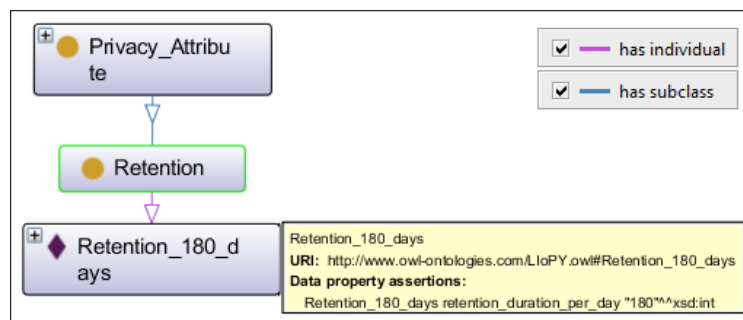 Privacy_Attribu
te
has individual
has subclass
Retention
Retention_180_d
ays
Retention_180_days
URI: http://www.owl-ontologies.com/LIoPY.owl#Retention_180_days
Data property assertions:
Retention_180_days retention_duration_per_day "180"^^xsd:int